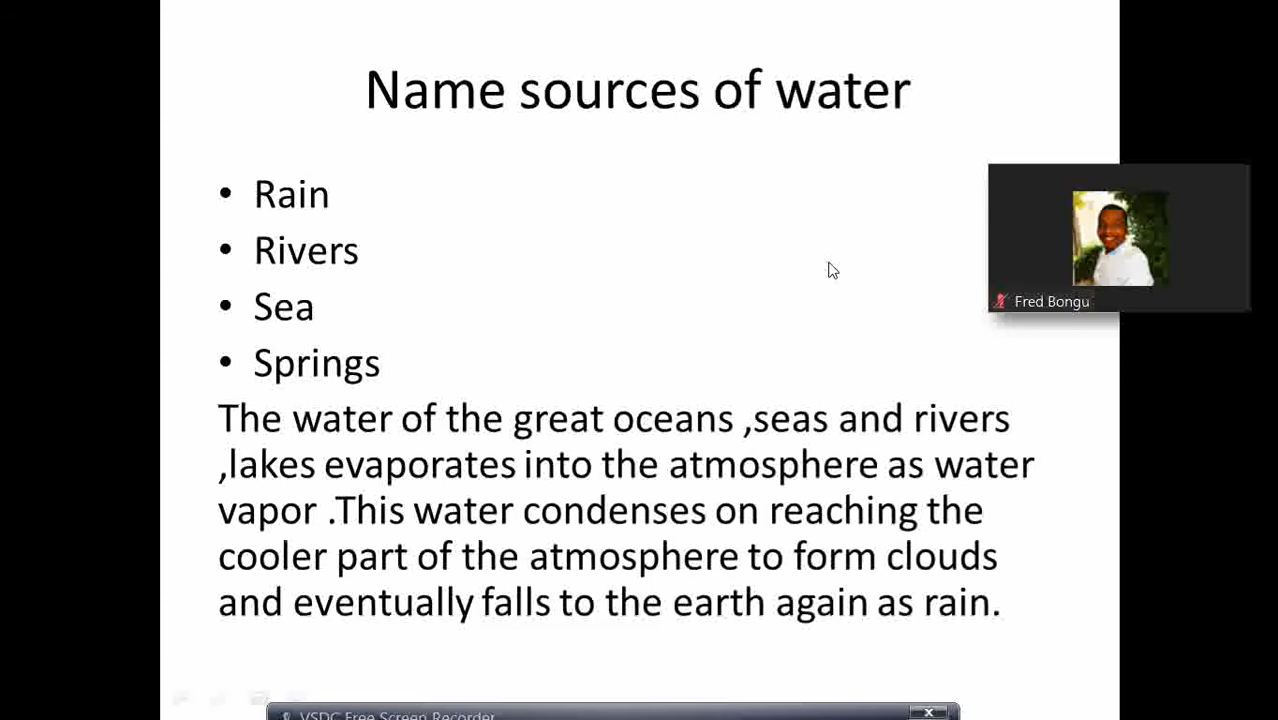 Name sources of water
• Rain
• Rivers
• Sea
• Springs
The water of the great oceans ,seas and rivers
,lakes evaporates into the atmosphere as water
vapor .This water condenses on reaching the
cooler part of the atmosphere to form clouds
and eventually falls to the earth again as rain.
Fred Bongu
VSDC Free Screen Recorder